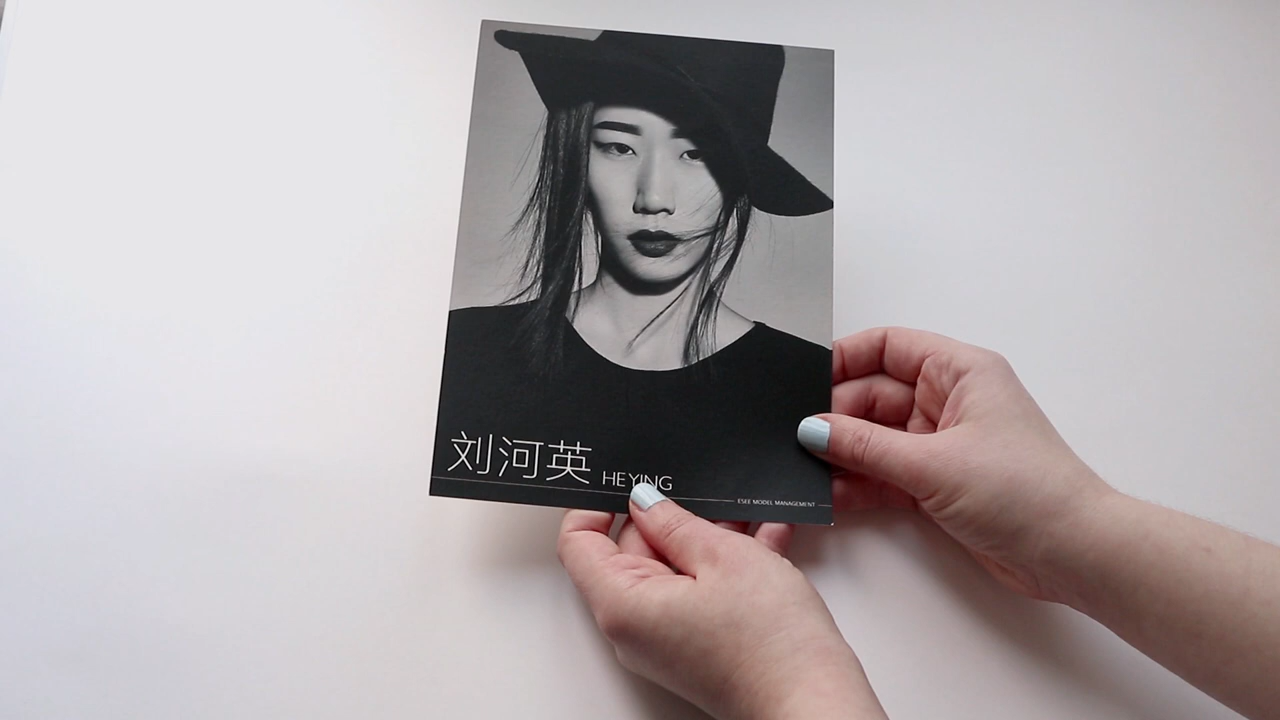 刘河英 HE YING
ESEE MODEL MANAGEMENT